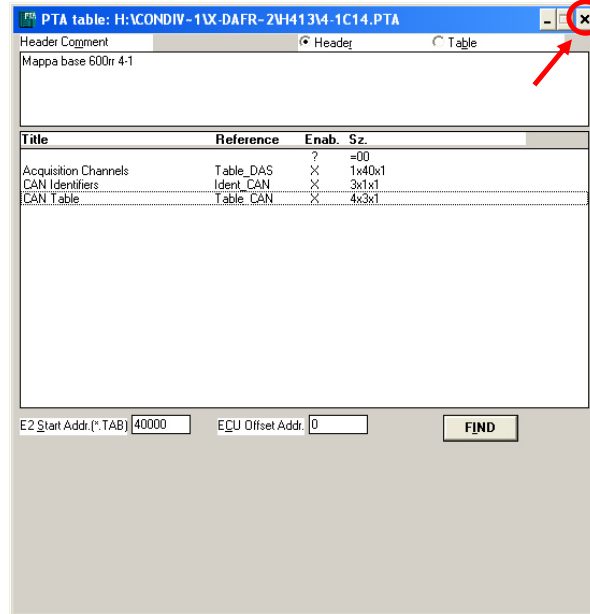 PTA table: H:\CONDIV~1\X-DAFR~2\H413\4-1C14.PTA
Header Comment Header Table
Mappa base 600rr 4-1
Title Reference Enab. Sz.
? =00
Acquisition Channels Table_DAS X 1x40x1
CAN Identifiers Ident_CAN X 3x1x1
CAN Table Table_CAN X 4x3x1
E2 Start Addr.(*.TAB) 40000 ECU Offset Addr. 0 FIND